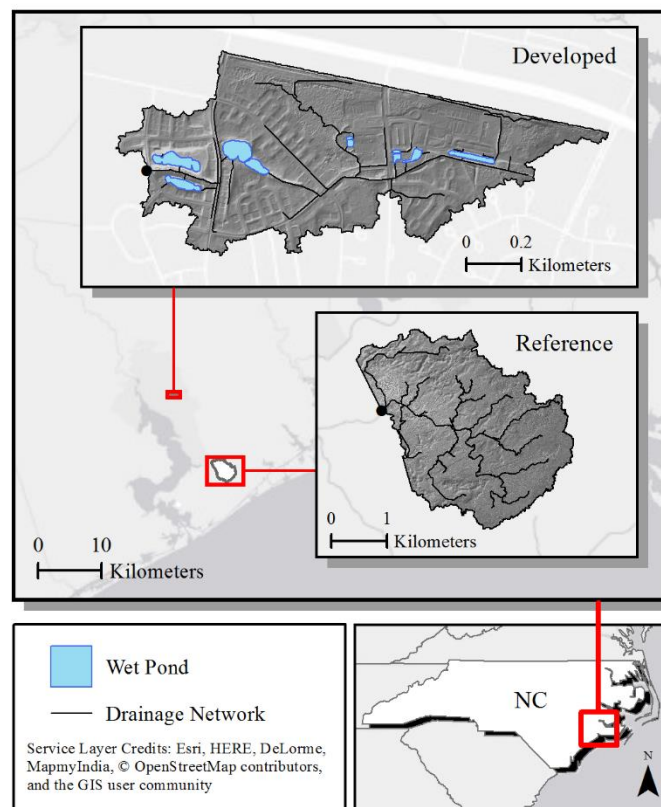 Developed
0 0.2
Kilometers
Reference
0 1
Kilometers
0 10
Kilometers
Wet Pond
Drainage Network
Service Layer Credits: Esri, HERE, DeLorme,
MapmyIndia, © OpenStreetMap contributors,
and the GIS user community
NC
N